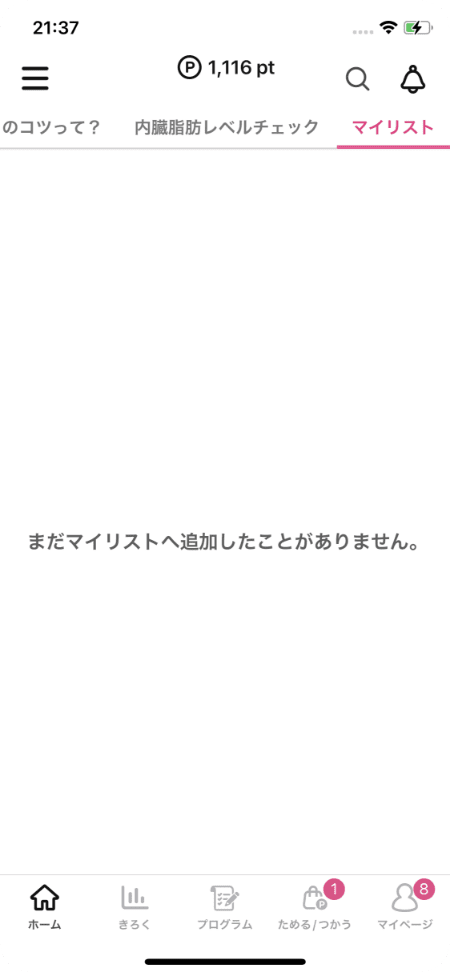 21:37
P 1,116 pt
のコツって？ 内臓脂肪レベルチェック マイリスト
まだマイリストへ追加したことがありません。
1 8
P
ホーム きろく プログラム ためる/つかう マイページ